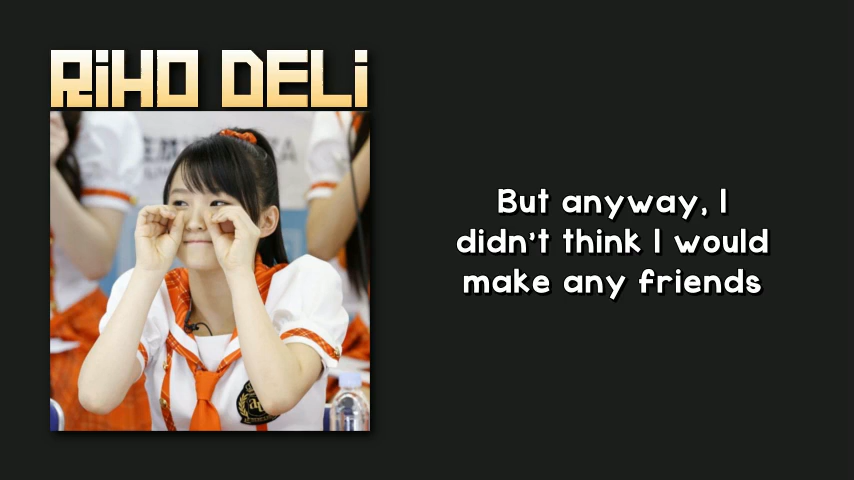 RiHO DELi
But anyway, I
didn't think I would
make any friends